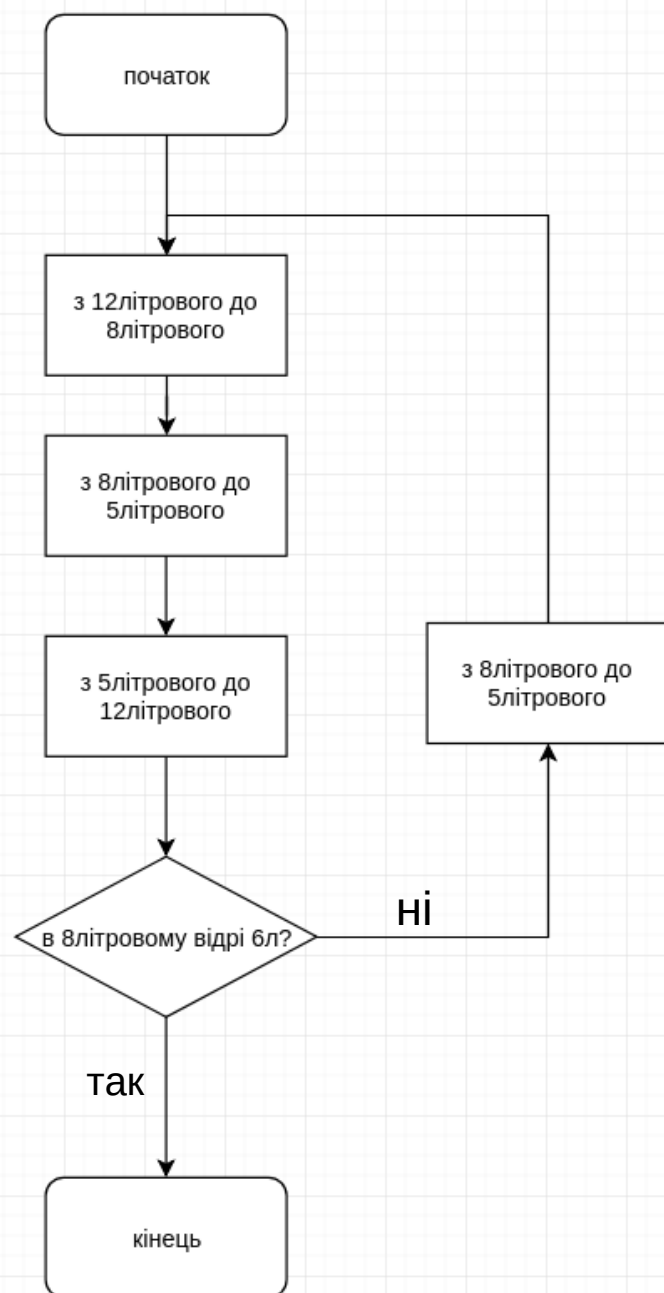 початок
з 12літрового до
8літрового
з 8літрового до
5літрового
з 5літрового до
12літрового
з 8літрового до
5літрового
в 8літровому відрі 6л?
ні
так
кінець